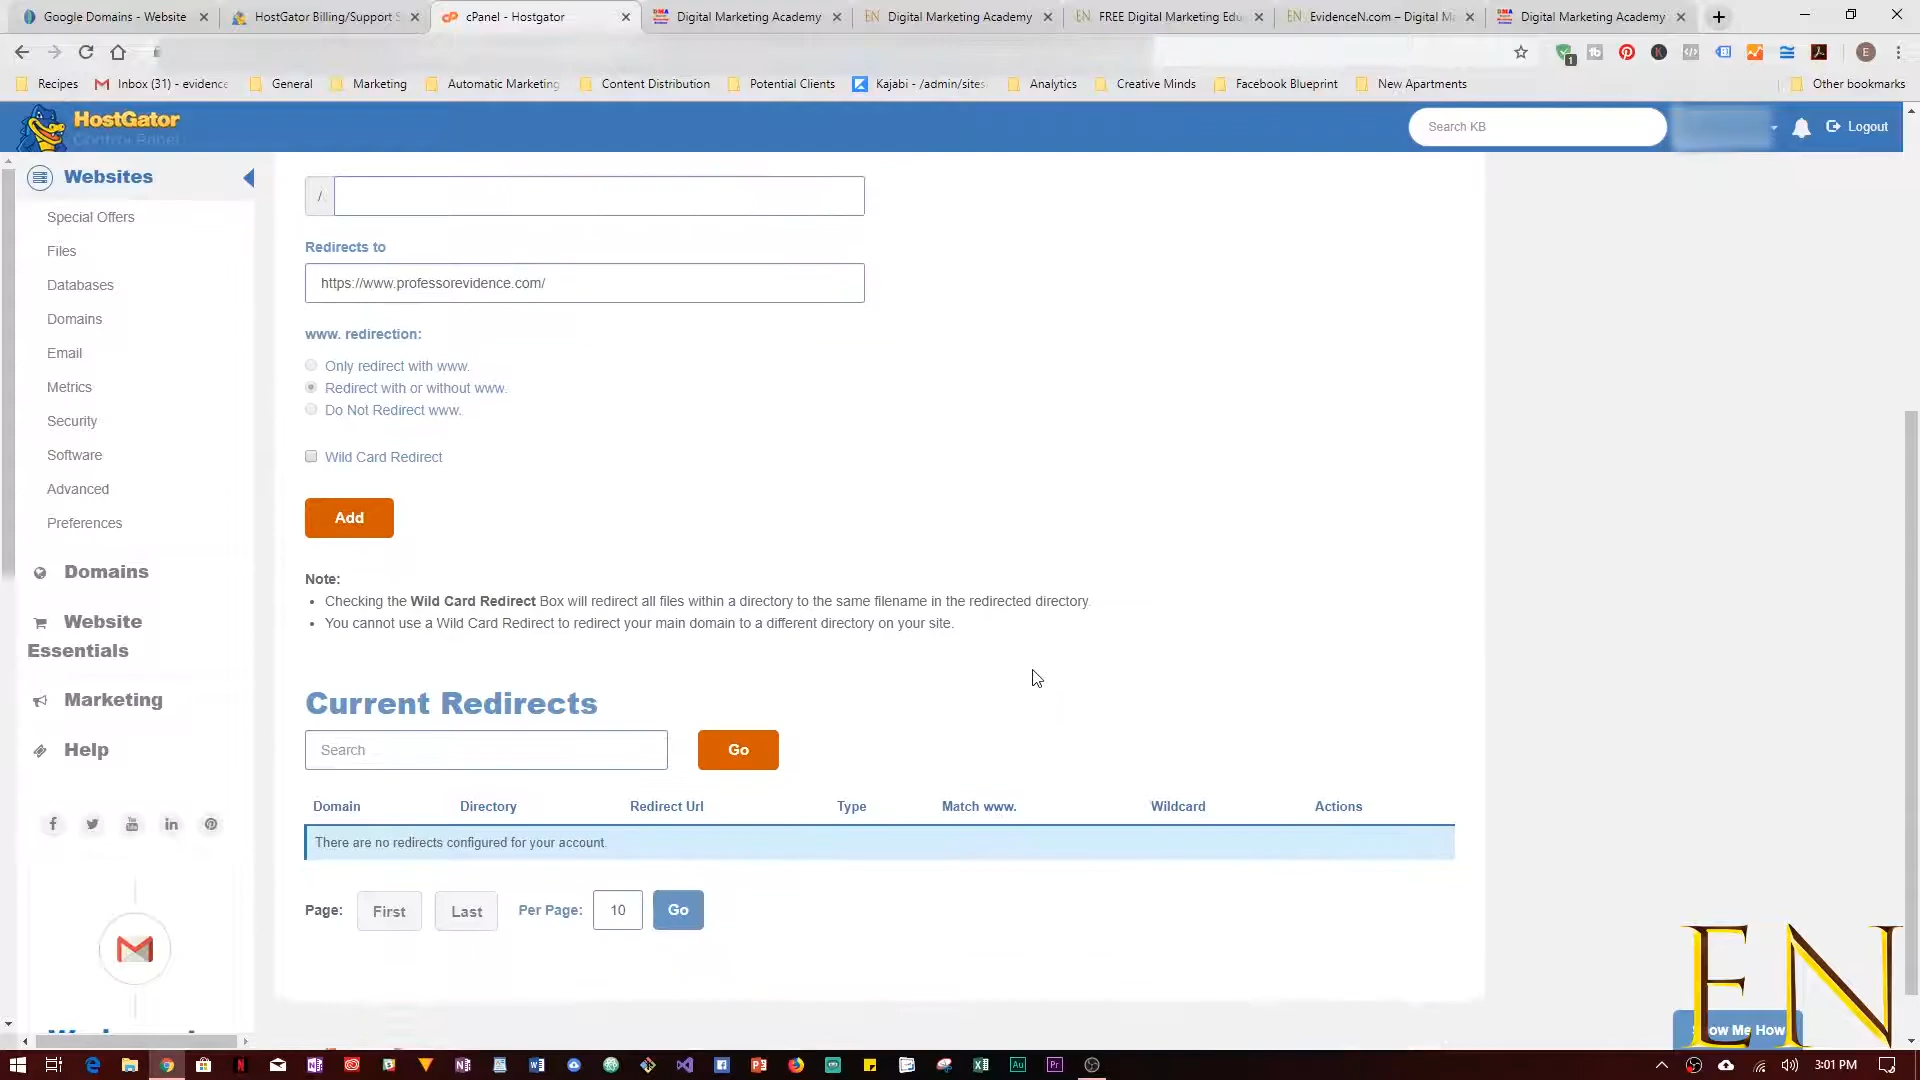 Google Domains - Website
HostGator Billing/Support S
cPanel - Hostgator
Digital Marketing Academy
Digital Marketing Academy
FREE Digital Marketing Edu
EvidenceN.com – Digital Ma
Digital Marketing Academy
Recipes
Inbox (31) - evidence
General
Marketing
Automatic Marketing
Content Distribution
Potential Clients
Kajabi - /admin/sites
Analytics
Creative Minds
Facebook Blueprint
New Apartments
Other bookmarks
HostGator
Control Panel
Search KB
Logout
Websites
Special Offers
Files
Databases
Domains
Email
Metrics
Security
Software
Advanced
Preferences
Domains
Website
Essentials
Marketing
Help
/
Redirects to
https://www.professorevidence.com/
www. redirection:
Only redirect with www.
Redirect with or without www.
Do Not Redirect www.
Wild Card Redirect
Add
Note:
• Checking the Wild Card Redirect Box will redirect all files within a directory to the same filename in the redirected directory.
• You cannot use a Wild Card Redirect to redirect your main domain to a different directory on your site.
Current Redirects
Search
Go
Domain Directory Redirect Url Type Match www. Wildcard Actions
There are no redirects configured for your account.
Page: First Last Per Page: 10 Go
EN
Me How
3:01 PM